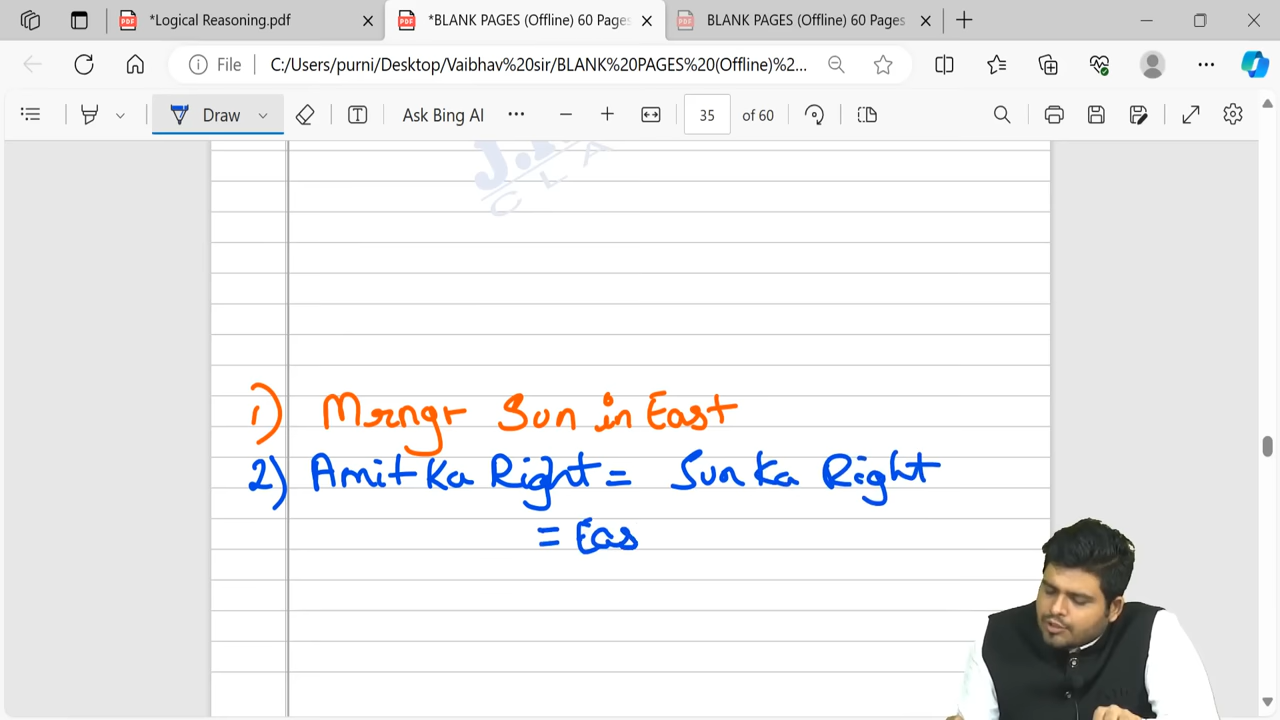 *Logical Reasoning.pdf
*BLANK PAGES (Offline) 60 Pages
BLANK PAGES (Offline) 60 Pages
File
C:/Users/purni/Desktop/Vaibhav%20sir/BLANK%20PAGES%20(Offline)%2...
Draw
Ask Bing AI
35 of 60
1) Mrngr Sun in East
2) Amit Ka Right = Sun Ka Right
= Eas